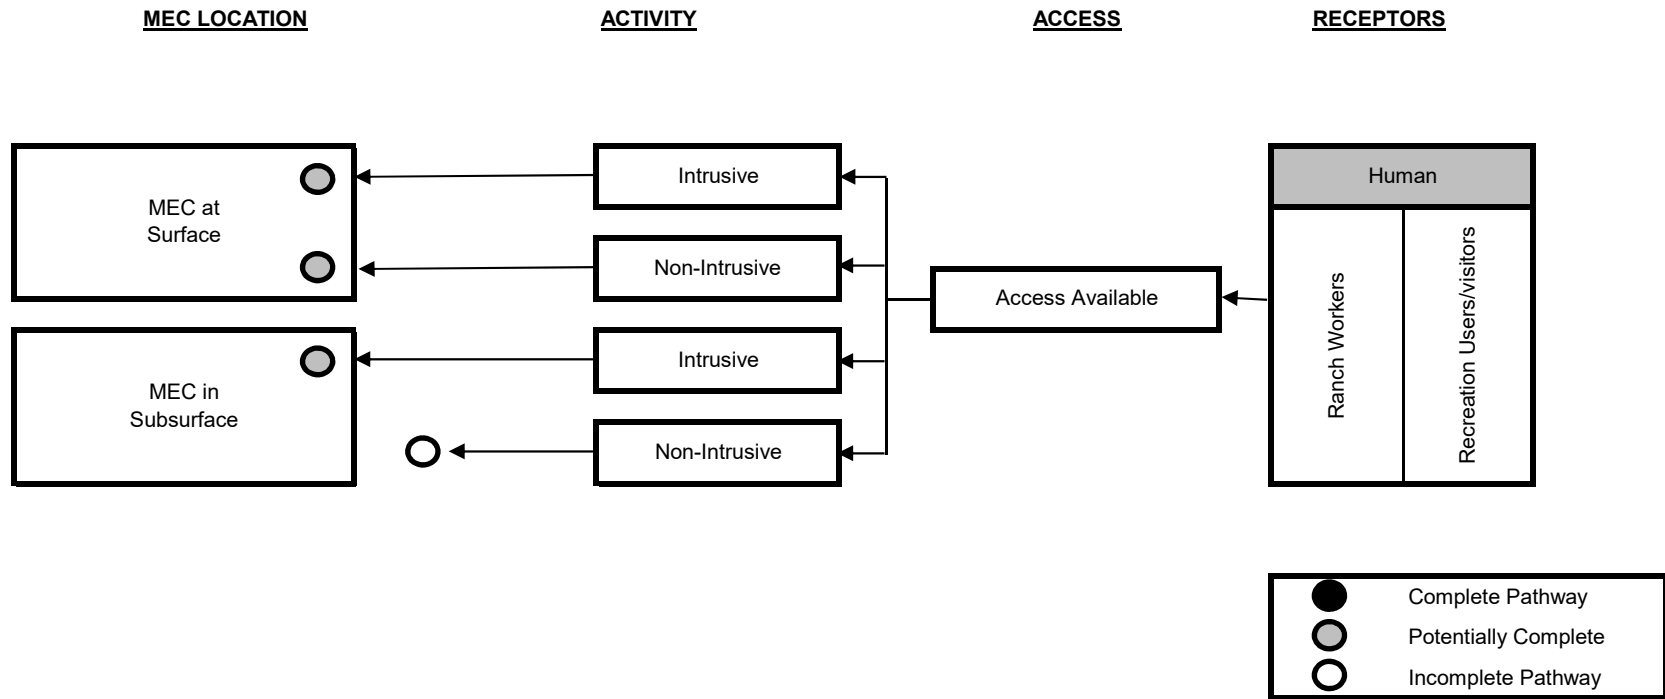 MEC LOCATION
ACTIVITY
ACCESS
RECEPTORS
MEC at
Surface
MEC in
Subsurface
Intrusive
Non-Intrusive
Intrusive
Non-Intrusive
Access Available
Human
Ranch Workers
Recreation Users/visitors
Complete Pathway
Potentially Complete
Incomplete Pathway